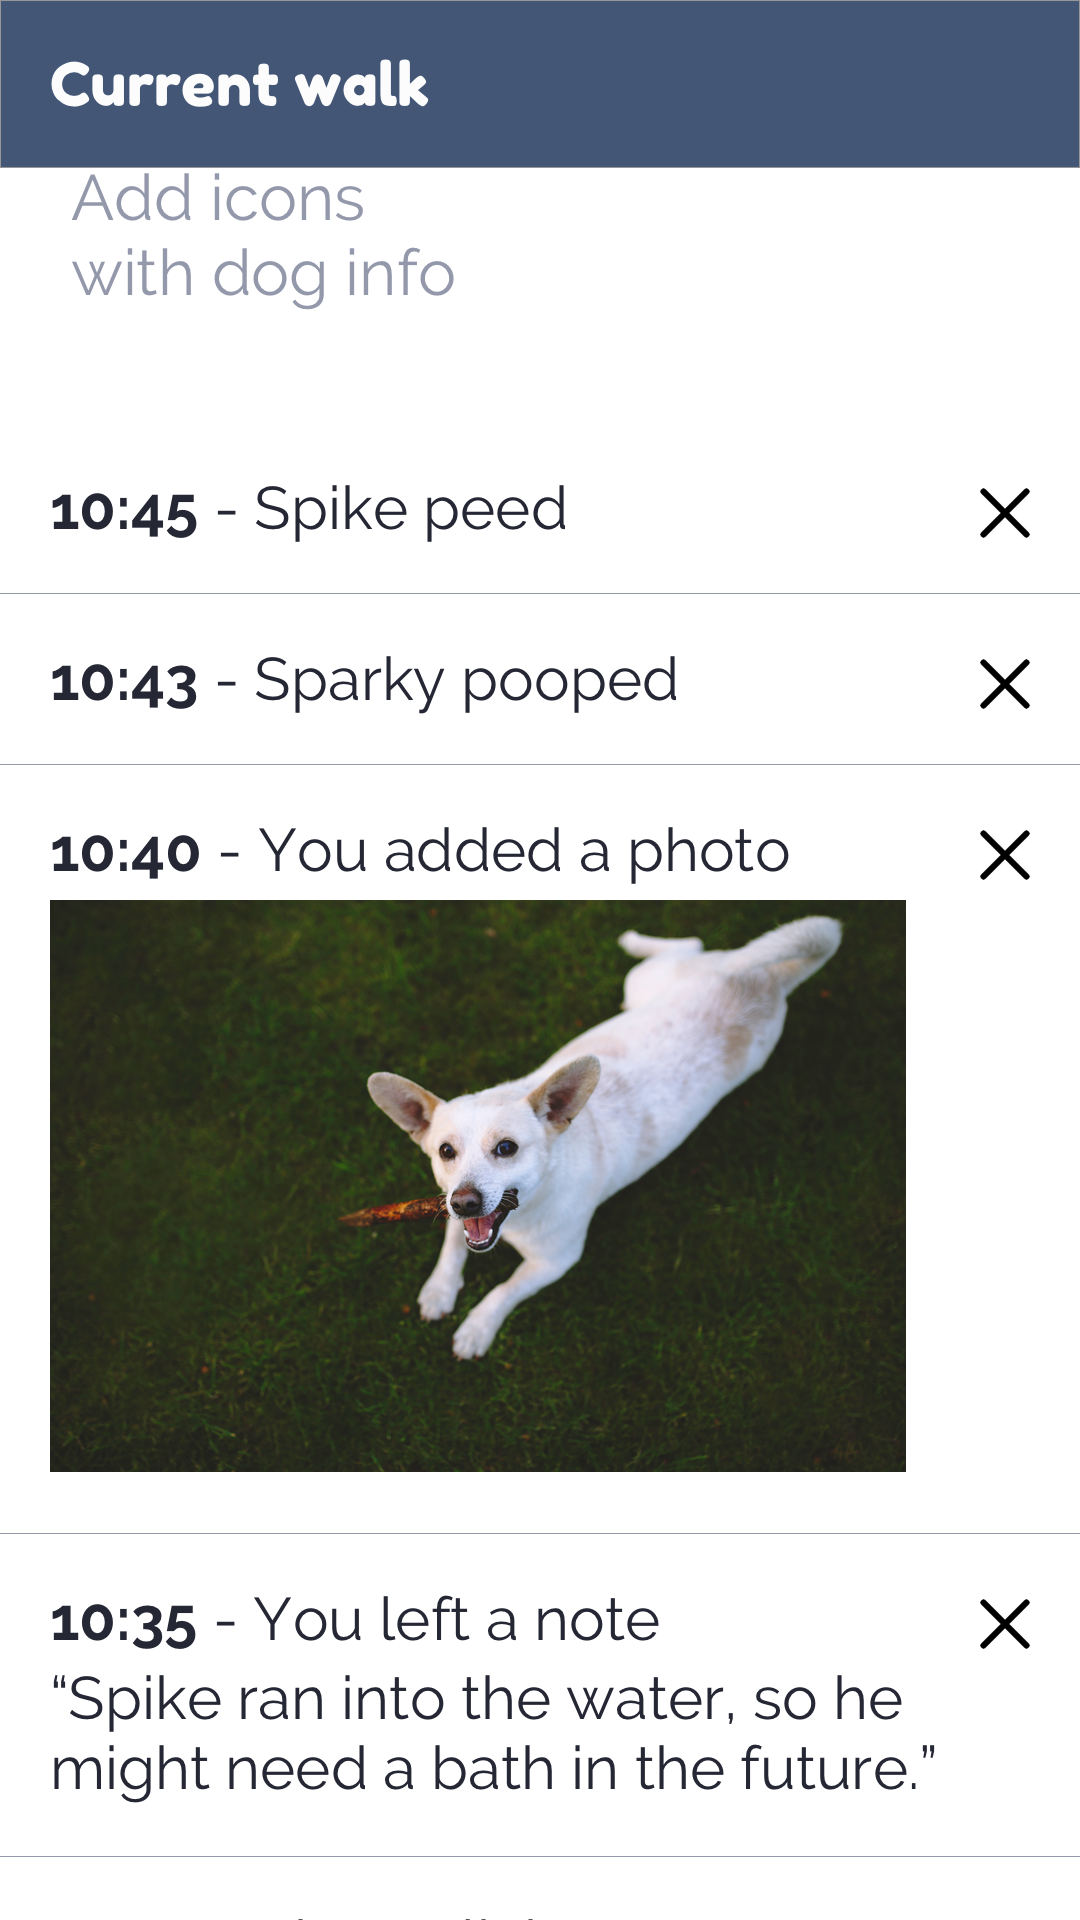 Current walk
Add icons
with dog info
10:45 - Spike peed
10:43 - Sparky pooped
10:40 - You added a photo
10:35 - You left a note
“Spike ran into the water, so he
might need a bath in the future.”